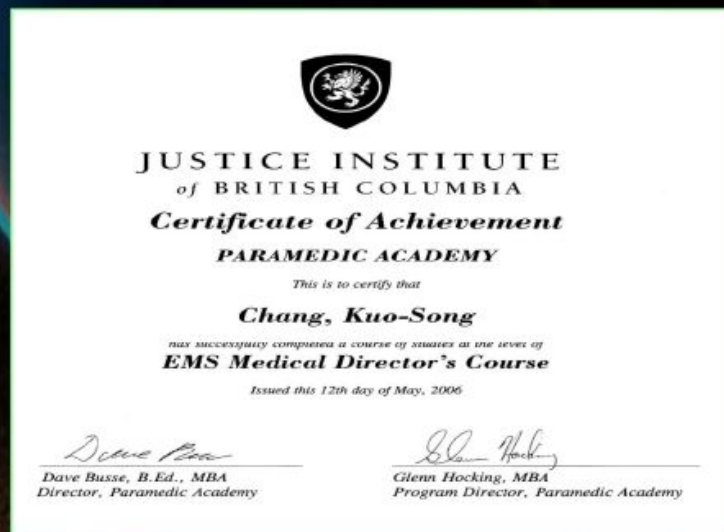 JUSTICE INSTITUTE
of BRITISH COLUMBIA
Certificate of Achievement
PARAMEDIC ACADEMY
This is to certify that
Chang, Kuo-Song
has successfully completed a course of studies at the level of
EMS Medical Director's Course
Issued this 12th day of May, 2006
Dave Busse, B.Ed., MBA
Director, Paramedic Academy
Glenn Hocking, MBA
Program Director, Paramedic Academy